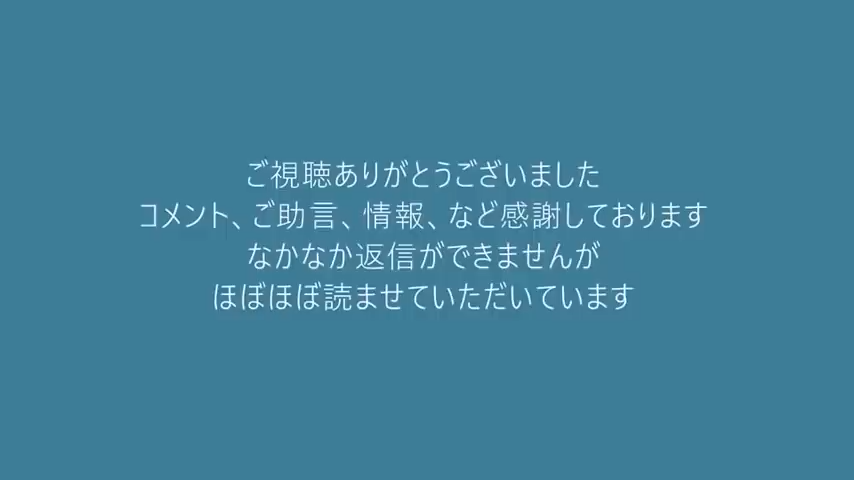 ご視聴ありがとうございました
コメント、ご助言、情報、など感謝しております
なかなか返信ができませんが
ほぼほぼ読ませていただいています